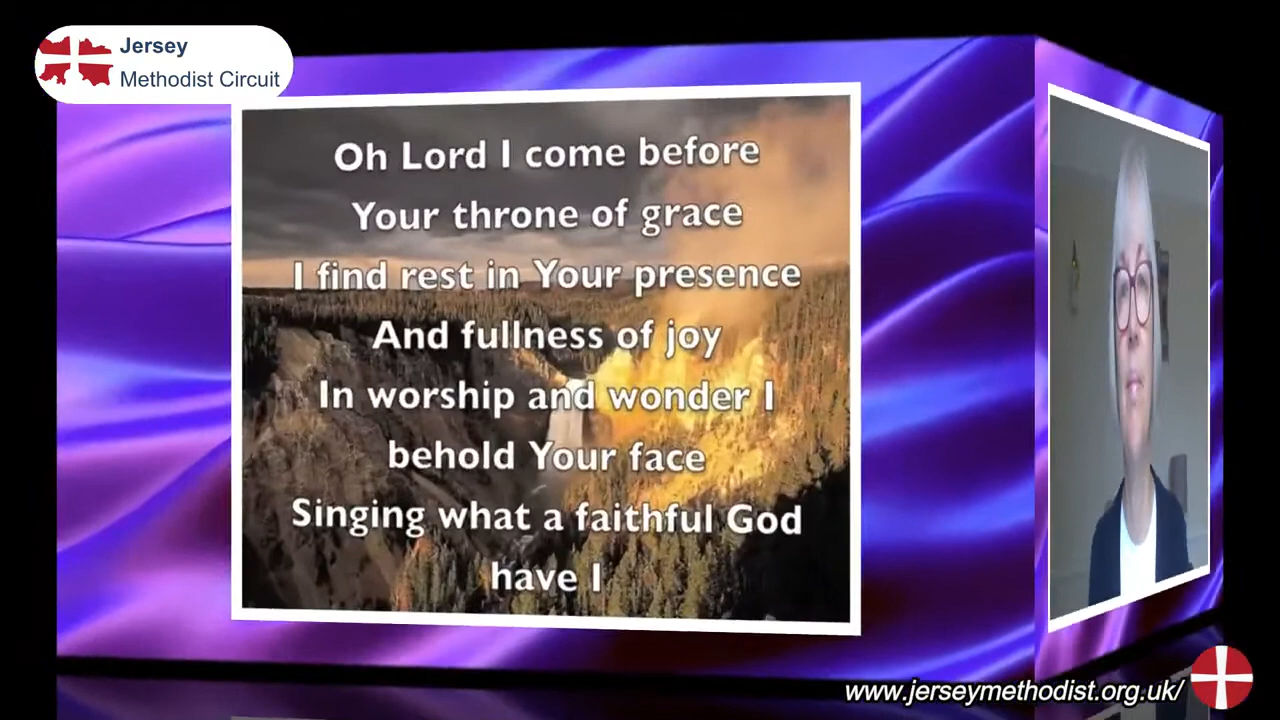 Jersey
Methodist Circuit
Oh Lord I come before
Your throne of grace
I find rest in Your presence
And fullness of joy
In worship and wonder I
behold Your face
Singing what a faithful God
have I
www.jerseymethodist.org.uk/